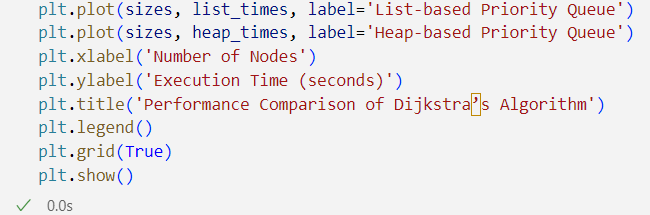 plt.plot(sizes, list_times, label='List-based Priority Queue')
plt.plot(sizes, heap_times, label='Heap-based Priority Queue')
plt.xlabel('Number of Nodes')
plt.ylabel('Execution Time (seconds)')
plt.title('Performance Comparison of Dijkstra’s Algorithm')
plt.legend()
plt.grid(True)
plt.show()
0.0s